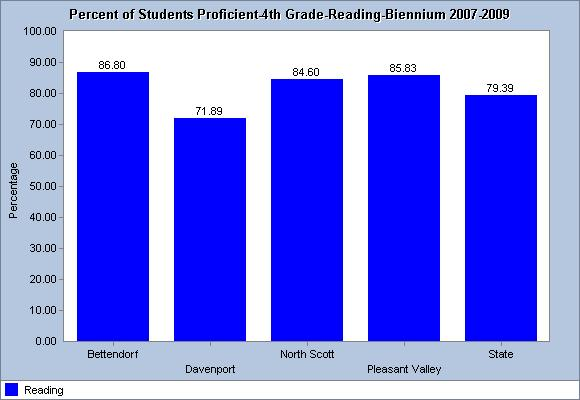 Percent of Students Proficient-4th Grade-Reading-Biennium 2007-2009
100.00
90.00
80.00
70.00
60.00
50.00
40.00
30.00
20.00
10.00
0.00
Percentage
86.80
71.89
84.60
85.83
79.39
Bettendorf
Davenport
North Scott
Pleasant Valley
State
Reading